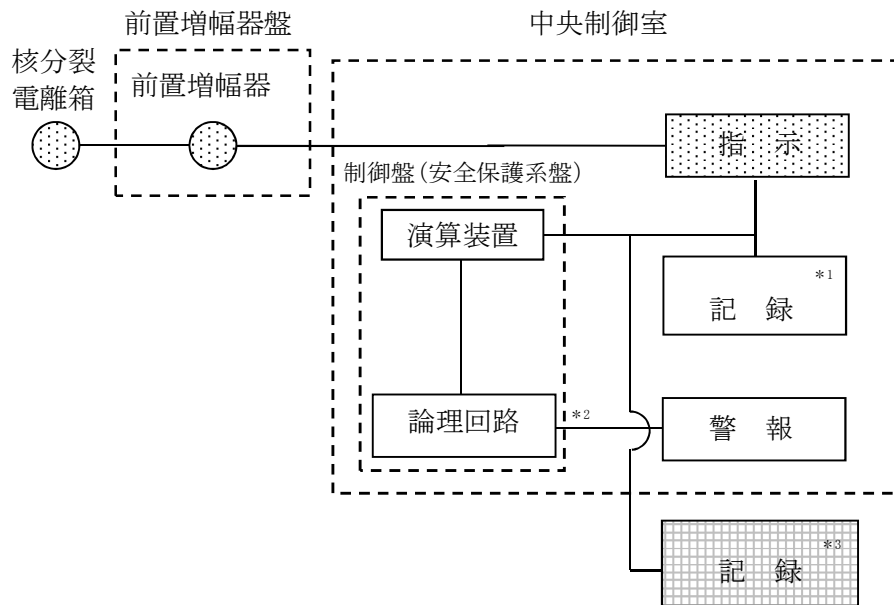 前置増幅器盤
中央制御室
核分裂
電離箱
前置増幅器
指 示
制御盤(安全保護系盤)
演算装置
*1
記 録
論理回路
*2
警 報
*3
記 録